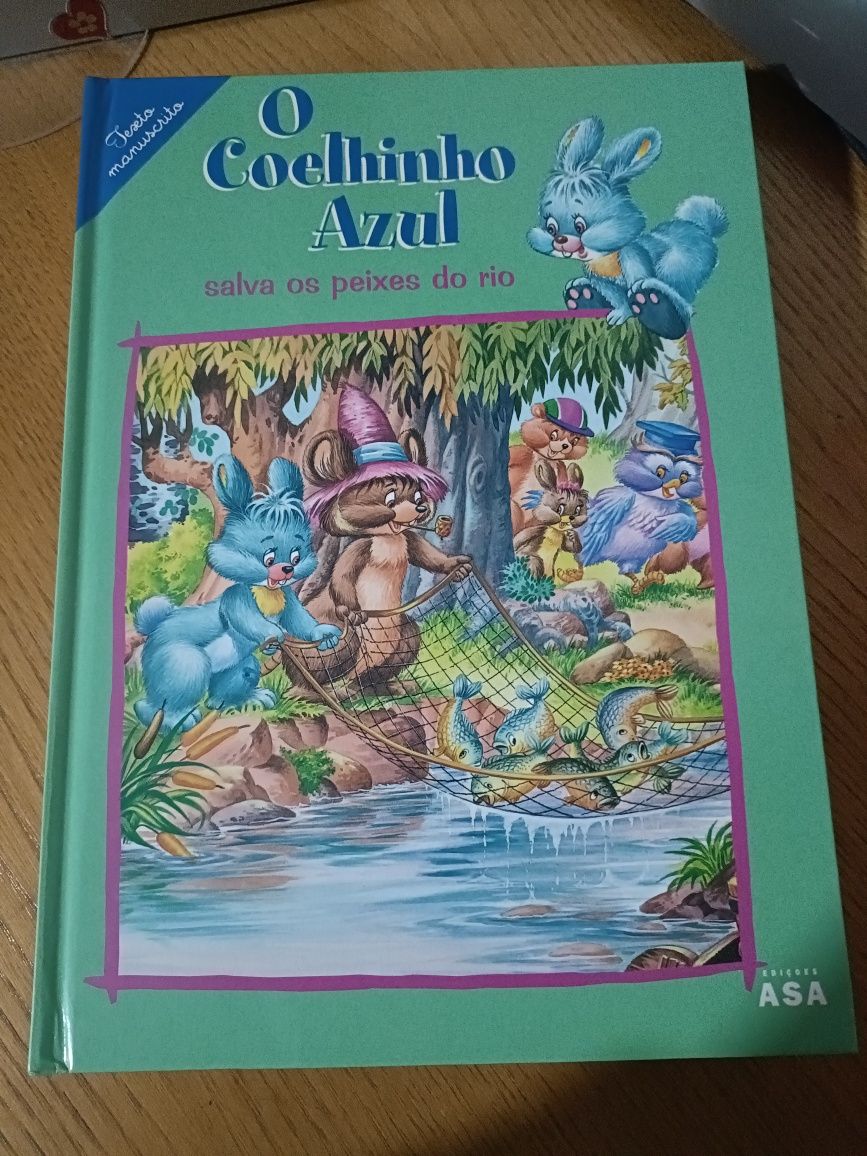 Texto
manuscrito
O
Coelhinho
Azul
salva os peixes do rio
EDIÇÕES
ASA